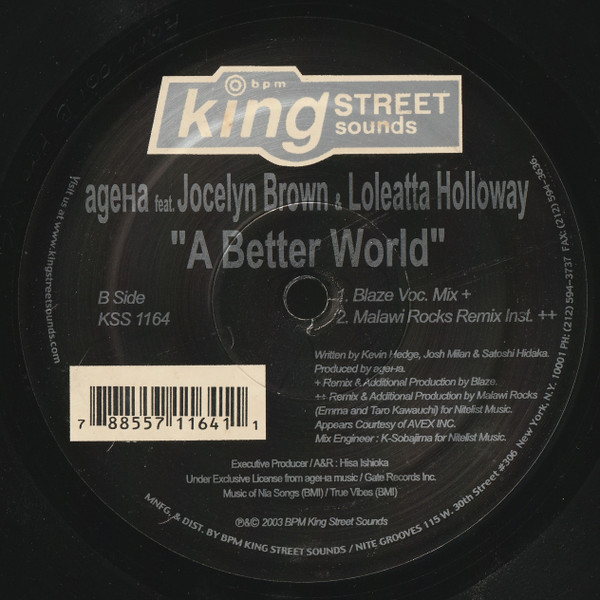 bpm
king STREET
sounds
ageHa feat. Jocelyn Brown & Loleatta Holloway
"A Better World"
B Side
KSS 1164
1. Blaze Voc. Mix +
2. Malawi Rocks Remix Inst. ++
Written by Kevin Hedge, Josh Milan & Satoshi Hidaka.
Produced by ageHa.
+ Remix & Additional Production by Blaze.
++ Remix & Additional Production by Malawi Rocks
(Emma and Taro Kawauchi) for Nitelist Music.
Appears Courtesy of AVEX INC.
Mix Engineer : K-Sobajima for Nitelist Music.
7 88557 11641 1
Executive Producer / A&R : Hisa Ishioka
Under Exclusive License from ageHa music / Gate Records Inc.
Music of Nia Songs (BMI) / True Vibes (BMI)
℗&© 2003 BPM King Street Sounds
Visit us at www.kingstreetsounds.com
MNFG. & DIST. BY BPM KING STREET SOUNDS / NITE GROOVES 115 W. 30th Street #306 New York, N.Y. 10001 PH: (212) 594-3737 FAX: (212) 594-3636.